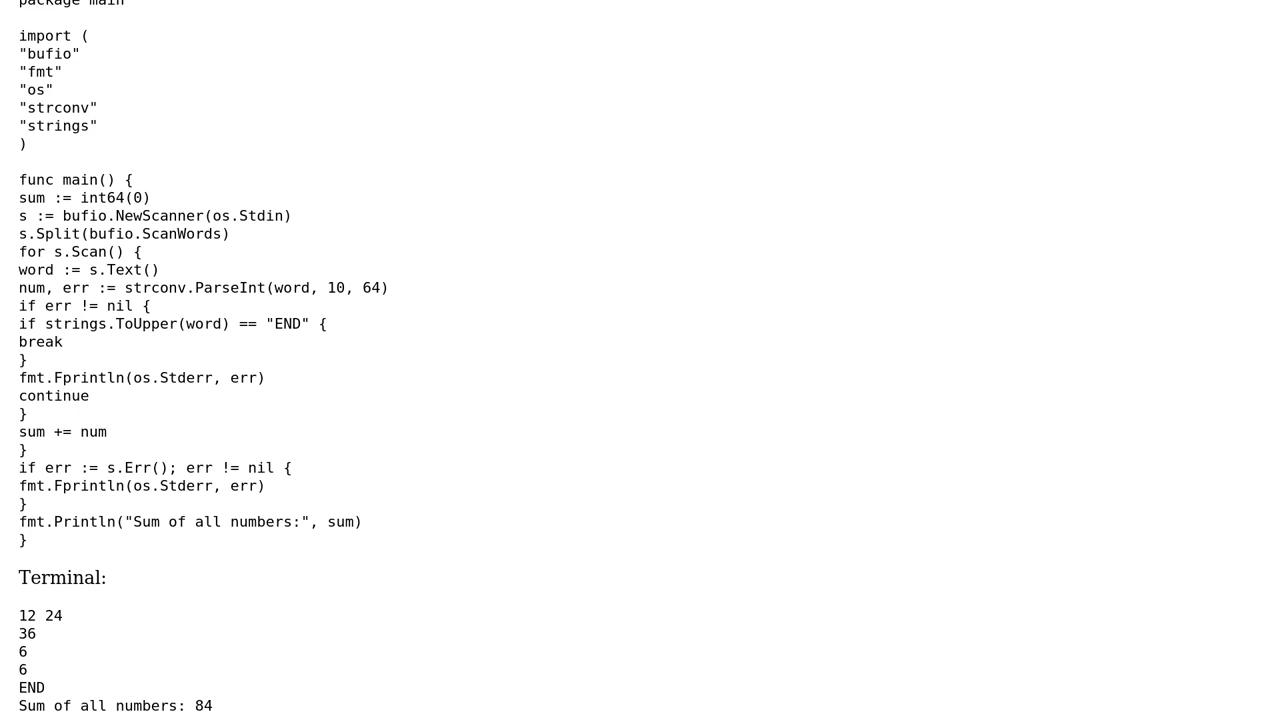 package main

import (
"bufio"
"fmt"
"os"
"strconv"
"strings"
)

func main() {
sum := int64(0)
s := bufio.NewScanner(os.Stdin)
s.Split(bufio.ScanWords)
for s.Scan() {
word := s.Text()
num, err := strconv.ParseInt(word, 10, 64)
if err != nil {
if strings.ToUpper(word) == "END" {
break
}
fmt.Fprintln(os.Stderr, err)
continue
}
sum += num
}
if err := s.Err(); err != nil {
fmt.Fprintln(os.Stderr, err)
}
fmt.Println("Sum of all numbers:", sum)
}

Terminal:

12 24
36
6
6
END
Sum of all numbers: 84